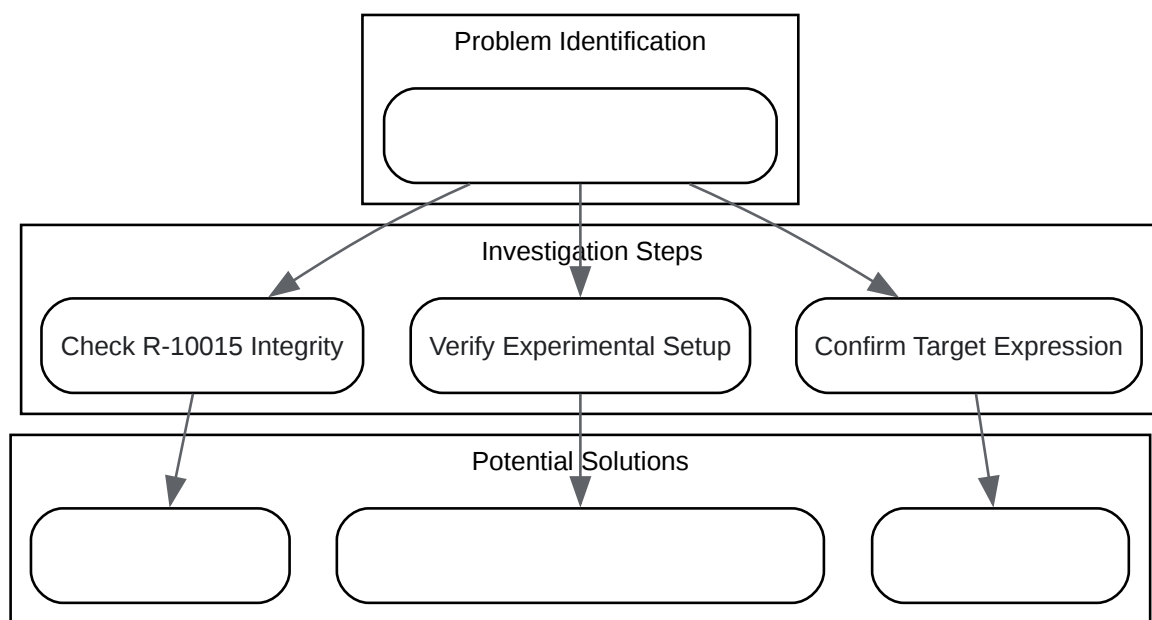 Problem Identification
Investigation Steps
Check R-10015 Integrity
Verify Experimental Setup
Confirm Target Expression
Potential Solutions